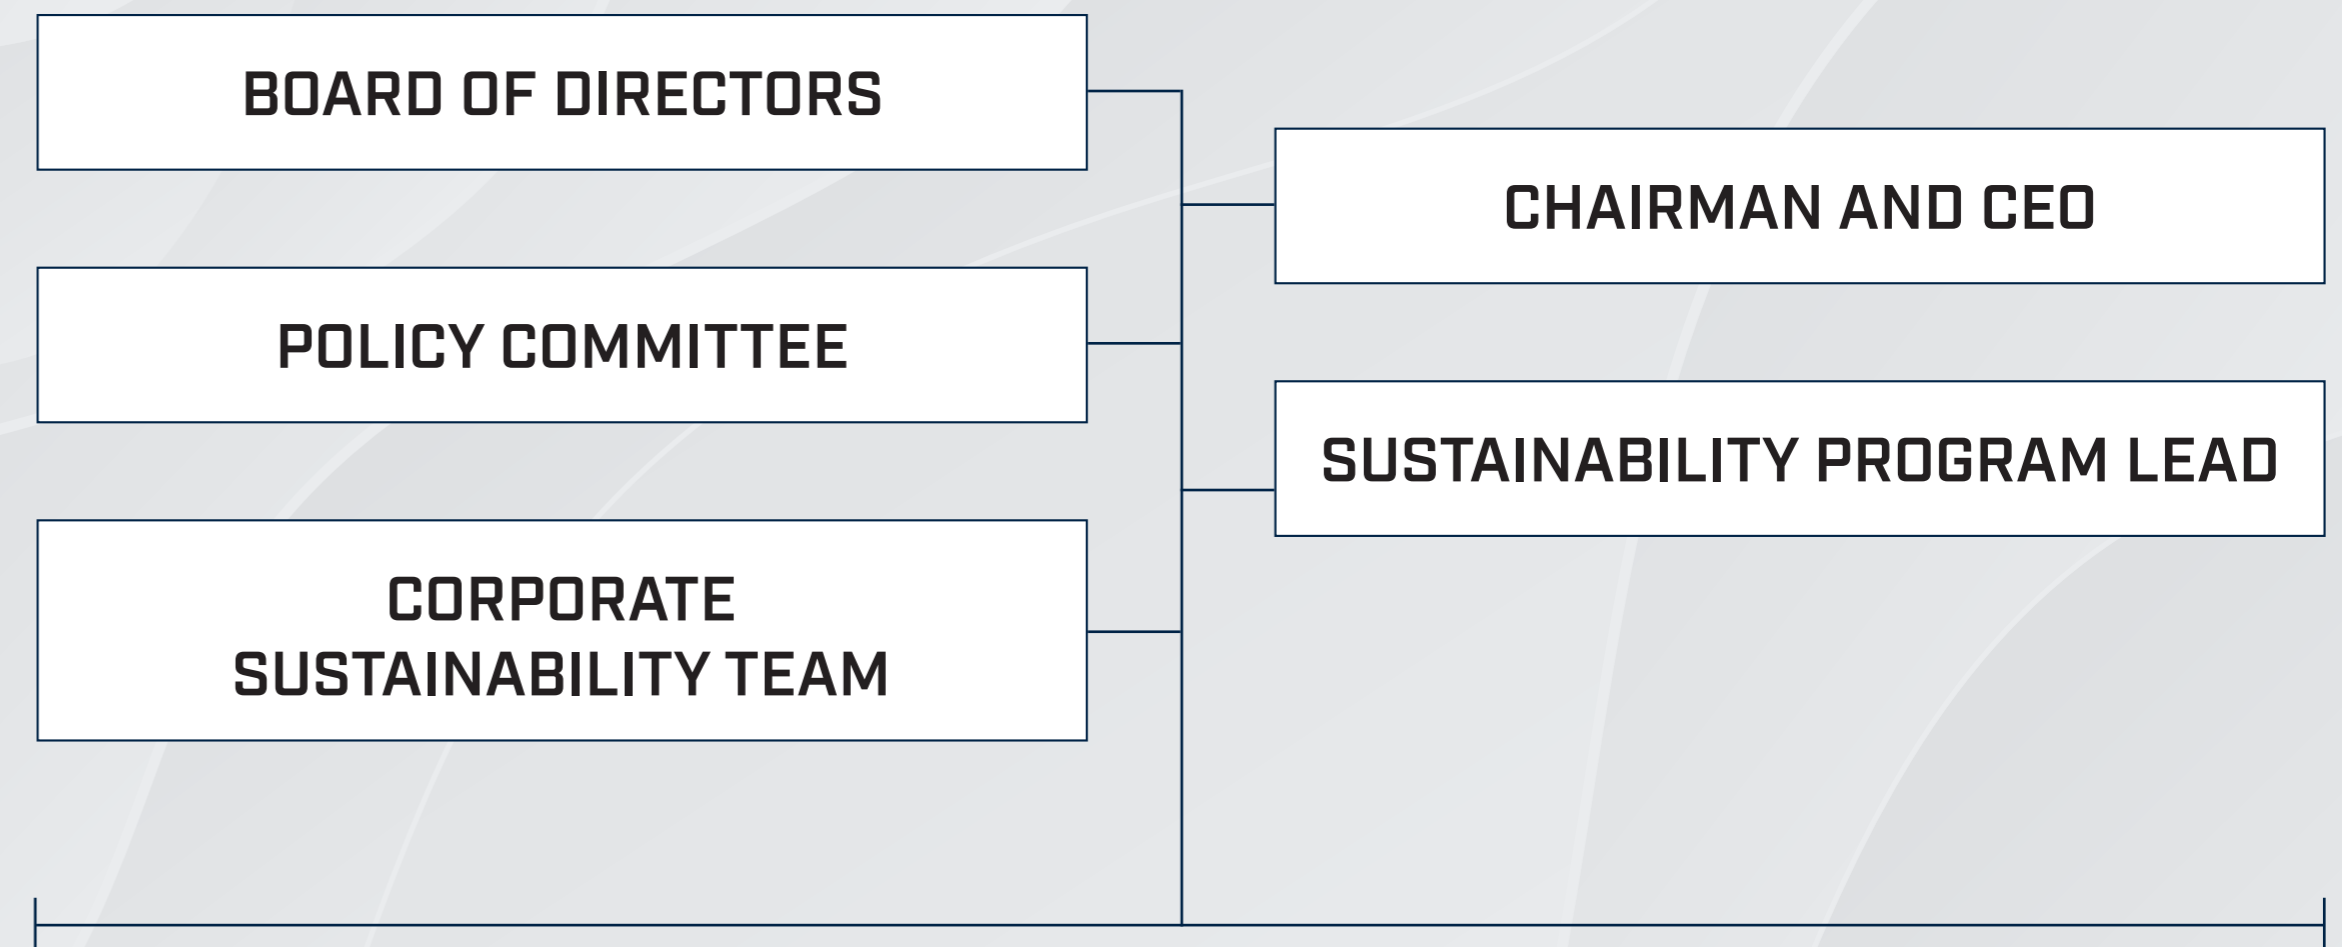 BOARD OF DIRECTORS
CHAIRMAN AND CEO
POLICY COMMITTEE
SUSTAINABILITY PROGRAM LEAD
CORPORATE
SUSTAINABILITY TEAM